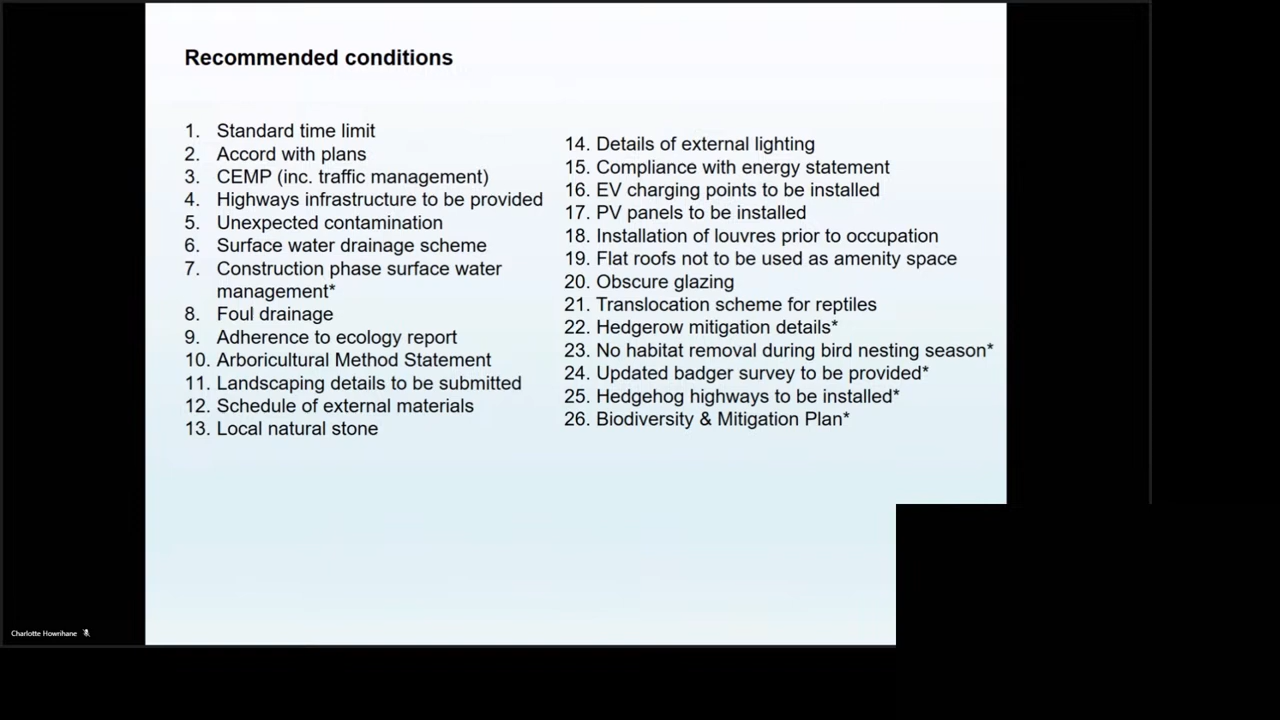 Recommended conditions
1. Standard time limit
2. Accord with plans
3. CEMP (inc. traffic management)
4. Highways infrastructure to be provided
5. Unexpected contamination
6. Surface water drainage scheme
7. Construction phase surface water
management*
8. Foul drainage
9. Adherence to ecology report
10. Arboricultural Method Statement
11. Landscaping details to be submitted
12. Schedule of external materials
13. Local natural stone
14. Details of external lighting
15. Compliance with energy statement
16. EV charging points to be installed
17. PV panels to be installed
18. Installation of louvres prior to occupation
19. Flat roofs not to be used as amenity space
20. Obscure glazing
21. Translocation scheme for reptiles
22. Hedgerow mitigation details*
23. No habitat removal during bird nesting season*
24. Updated badger survey to be provided*
25. Hedgehog highways to be installed*
26. Biodiversity & Mitigation Plan*
Charlotte Howrihane